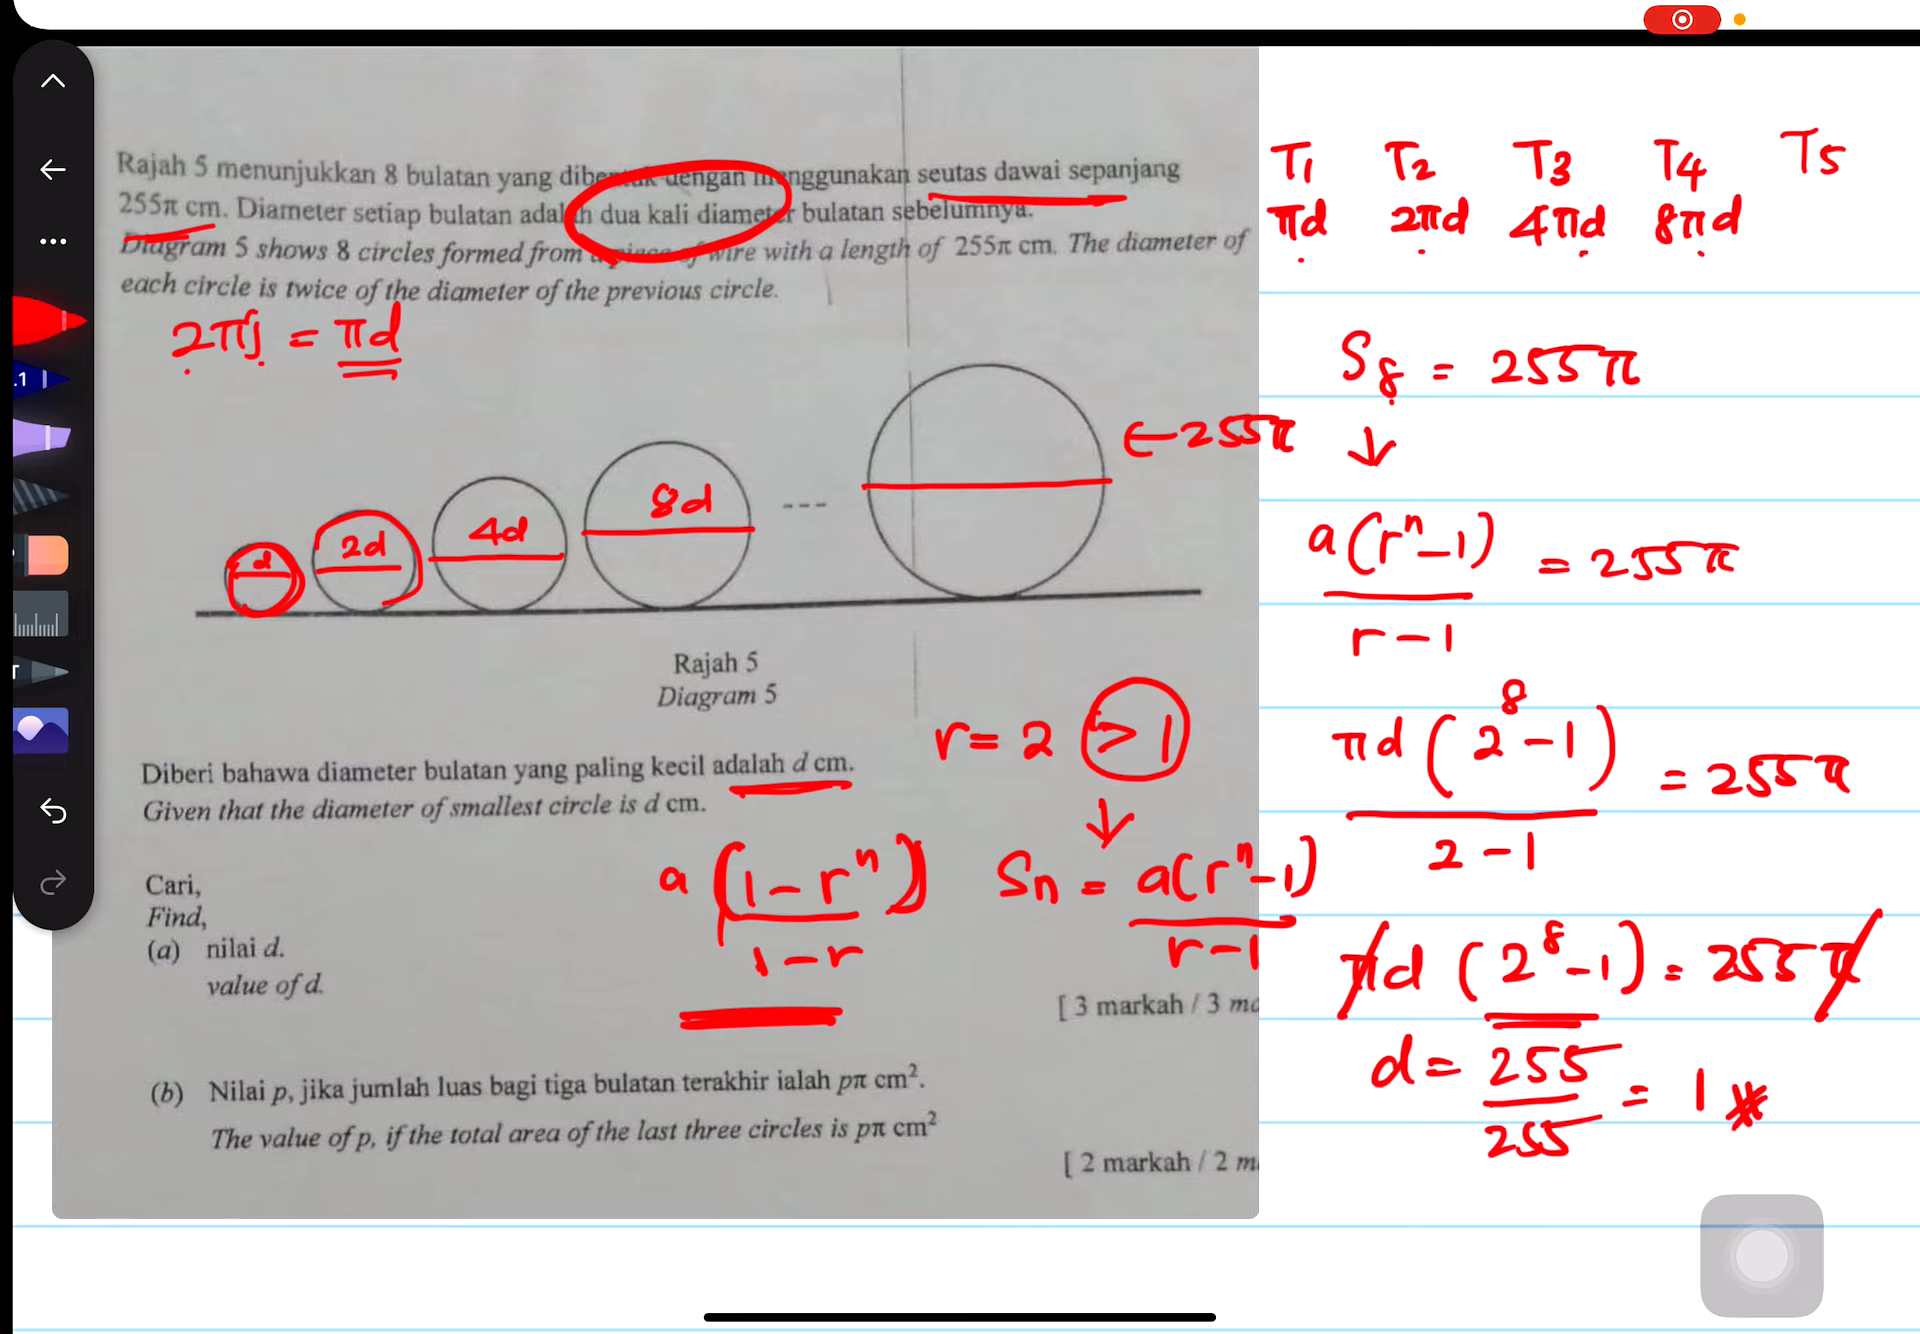 Rajah 5 menunjukkan 8 bulatan yang dibentuk dengan menggunakan seutas dawai sepanjang
255π cm. Diameter setiap bulatan adalah dua kali diameter bulatan sebelumnya.
Diagram 5 shows 8 circles formed from a piece of wire with a length of 255π cm. The diameter of
each circle is twice of the diameter of the previous circle.
2πj = πd
d
2d
4d
8d
---
←255π
Rajah 5
Diagram 5
r = 2 > 1
Diberi bahawa diameter bulatan yang paling kecil adalah d cm.
Given that the diameter of smallest circle is d cm.
↓
a (1 - rⁿ)
1 - r
Sn = a(rⁿ-1)
r-1
Cari,
Find,
(a) nilai d.
value of d.
[ 3 markah / 3
(b) Nilai p, jika jumlah luas bagi tiga bulatan terakhir ialah pπ cm².
The value of p, if the total area of the last three circles is pπ cm²
[ 2 markah / 2
T1 T2 T3 T4 T5
πd 2πd 4πd 8πd
S8 = 255π
↓
a(rⁿ-1) = 255π
r-1
πd (2⁸-1) = 255π
2-1
πd (2⁸-1) = 255π
d = 255 = 1
255
.1